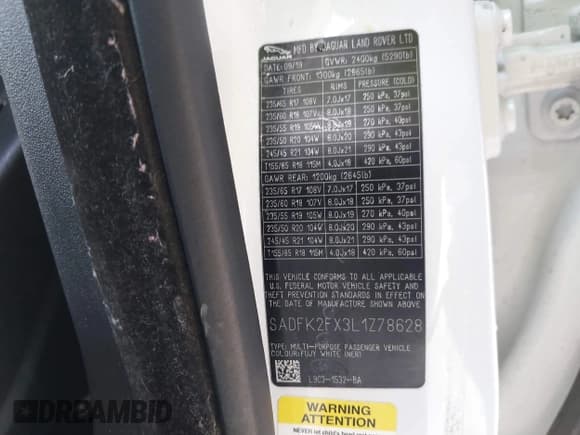 JAGUAR
MFD BY JAGUAR LAND ROVER LTD
DATE: 09/19 GVWR: 2400kg (5290lb)
GAWR FRONT: 1300kg (2865lb)
TIRES RIMS PRESSURE (COLD)
235/65 R17 108V 7.0Jx17 250 kPa, 37psi
235/60 R18 107V 8.0Jx18 250 kPa, 37psi
235/55 R19 270 kPa, 40psi
235/50 R20 104W 8.0Jx20 290 kPa, 43psi
245/45 R21 104W 8.0Jx21 290 kPa, 43psi
T155/85 R18 115M 4.0Jx18 420 kPa, 60psi
GAWR REAR: 1200kg (2645lb)
235/65 R17 108V 7.0Jx17 250 kPa, 37psi
235/60 R18 107V 8.0Jx18 250 kPa, 37psi
235/55 R19 105W 8.0Jx19 270 kPa, 40psi
235/50 R20 104W 8.0Jx20 290 kPa, 43psi
245/45 R21 104W 8.0Jx21 290 kPa, 43psi
T155/85 R18 115M 4.0Jx18 420 kPa, 60psi
THIS VEHICLE CONFORMS TO ALL APPLICABLE
U.S. FEDERAL MOTOR VEHICLE SAFETY AND THEFT
PREVENTION STANDARDS IN EFFECT ON THE DATE
OF MANUFACTURE SHOWN ABOVE.
SADFK2FX3L1Z78628
TYPE: MULTI-PURPOSE PASSENGER VEHICLE
COLOUR:FUJI WHITE (NER)
L9C3-1532-BA
WARNING
ATTENTION
NEVER let child's
DREAMBID